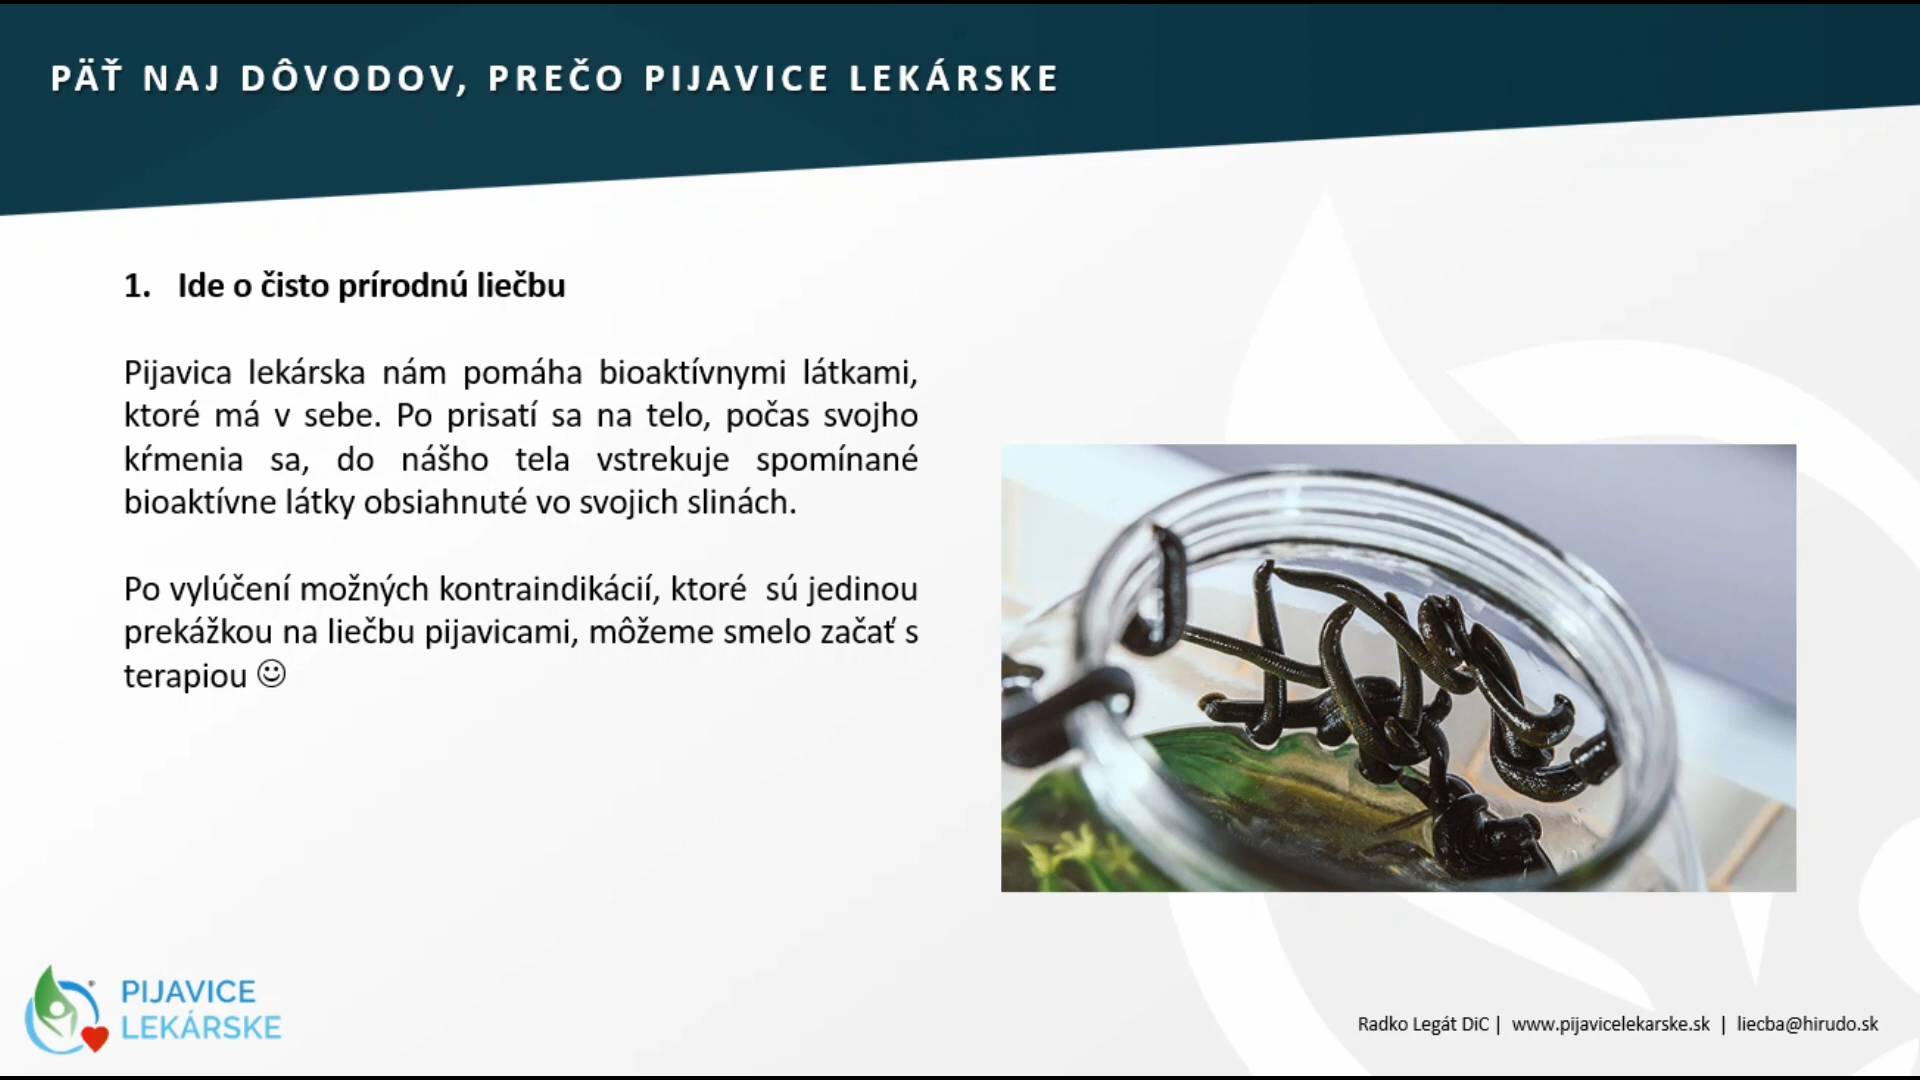 PÄŤ NAJ DÔVODOV, PREČO PIJAVICE LEKÁRSKE
1. Ide o čisto prírodnú liečbu
Pijavica lekárska nám pomáha bioaktívnymi látkami,
ktoré má v sebe. Po prisatí sa na telo, počas svojho
kŕmenia sa, do nášho tela vstrekuje spomínané
bioaktívne látky obsiahnuté vo svojich slinách.
Po vylúčení možných kontraindikácií, ktoré  sú jedinou
prekážkou na liečbu pijavicami, môžeme smelo začať s
terapiou ☺
PIJAVICE
LEKÁRSKE
Radko Legát DiC | www.pijavicelekarske.sk | liecba@hirudo.sk